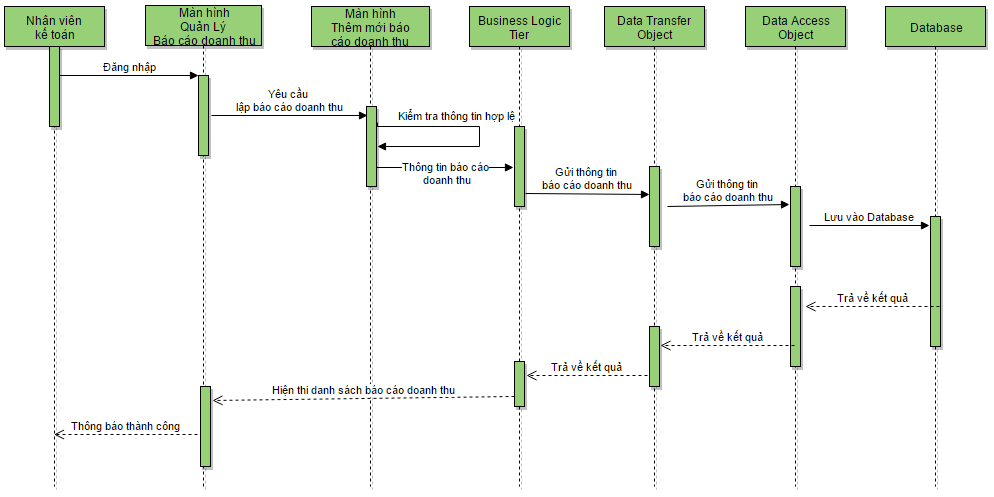 Nhân viên
kế toán
Màn hình
Quản Lý
Báo cáo doanh thu
Màn hình
Thêm mới báo
cáo doanh thu
Business Logic
Tier
Data Transfer
Object
Data Access
Object
Database
Đăng nhập
Yêu cầu
lập báo cáo doanh thu
Kiểm tra thông tin hợp lệ
Thông tin báo cáo
doanh thu
Gửi thông tin
báo cáo doanh thu
Gửi thông tin
báo cáo doanh thu
Lưu vào Database
Trả về kết quả
Trả về kết quả
Trả về kết quả
Hiện thi danh sách báo cáo doanh thu
Thông báo thành công